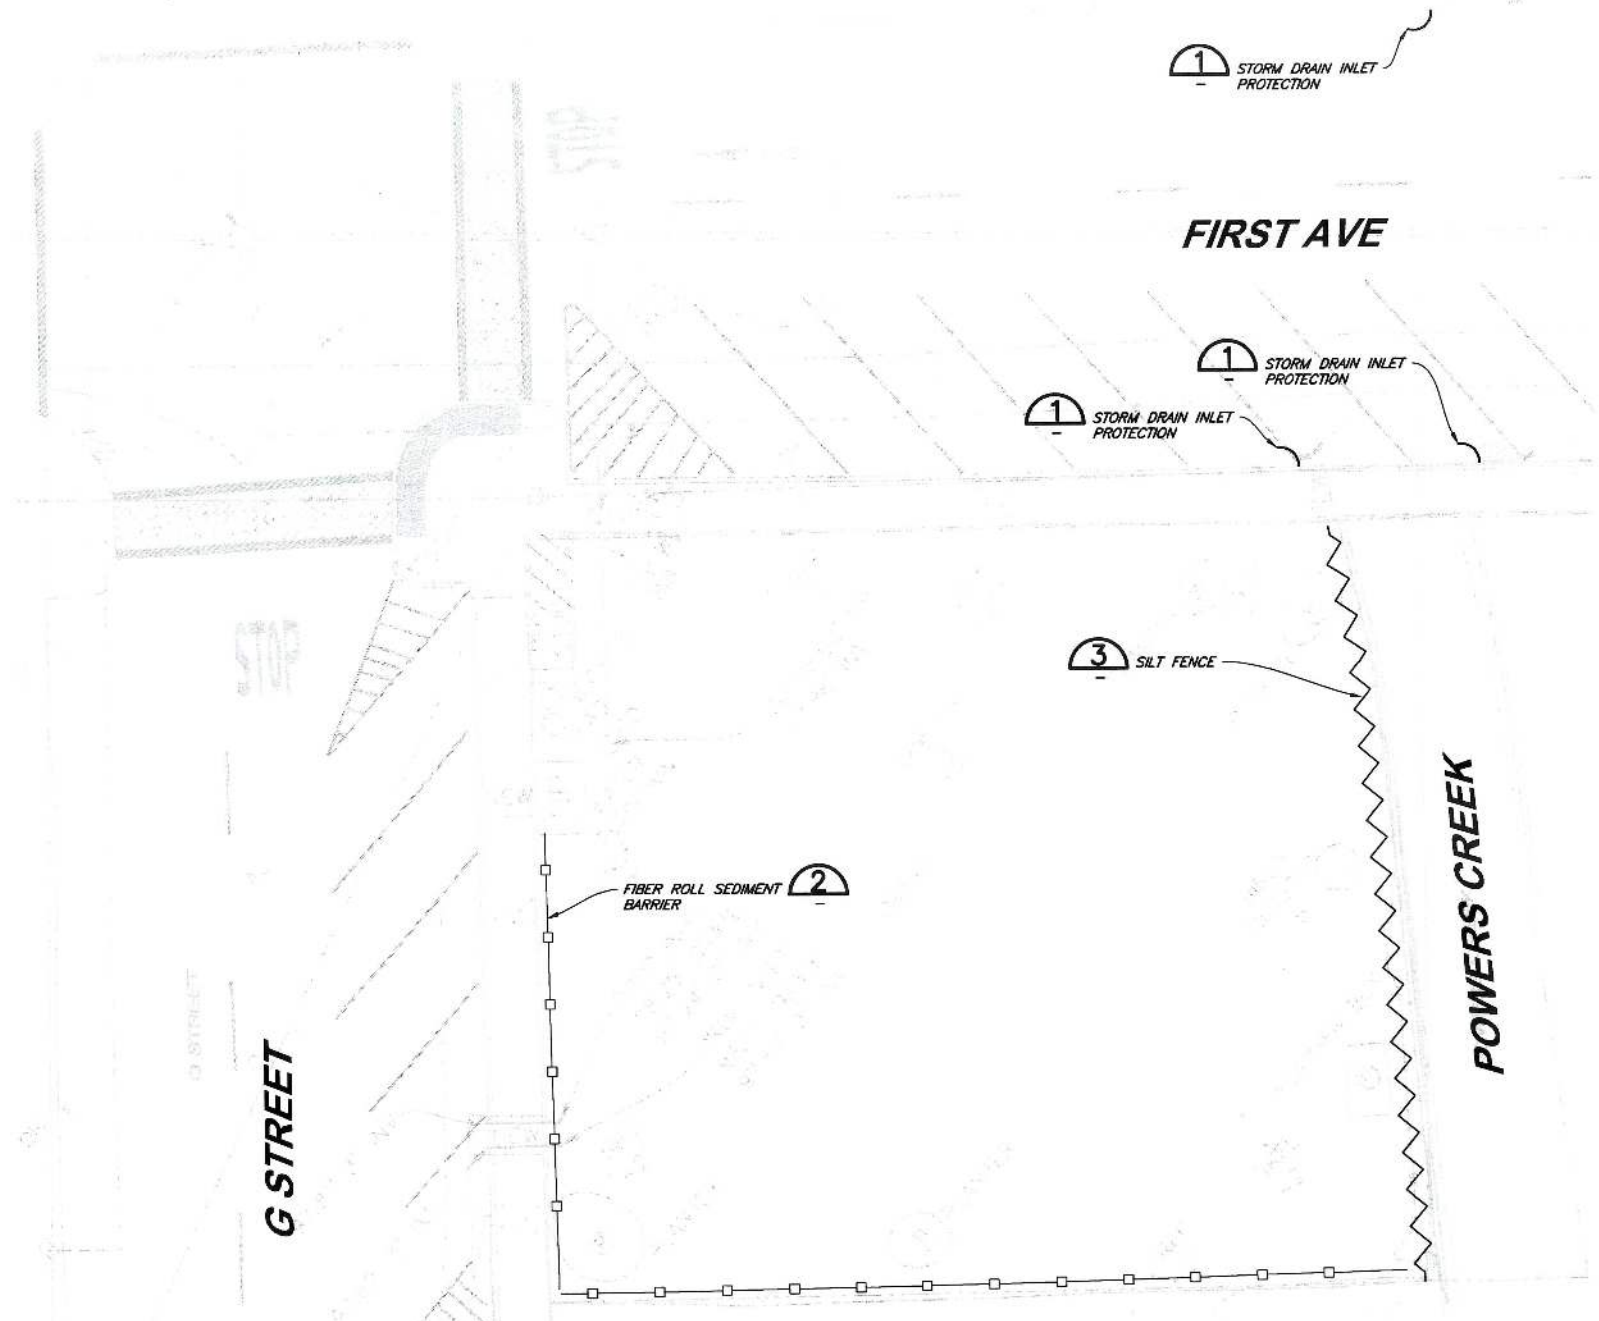 1
STORM DRAIN INLET
PROTECTION
STOP
FIRST AVE
1
STORM DRAIN INLET
PROTECTION
1
STORM DRAIN INLET
PROTECTION
STOP
3
SILT FENCE
2
FIBER ROLL SEDIMENT
BARRIER
POWERS CREEK
G STREET